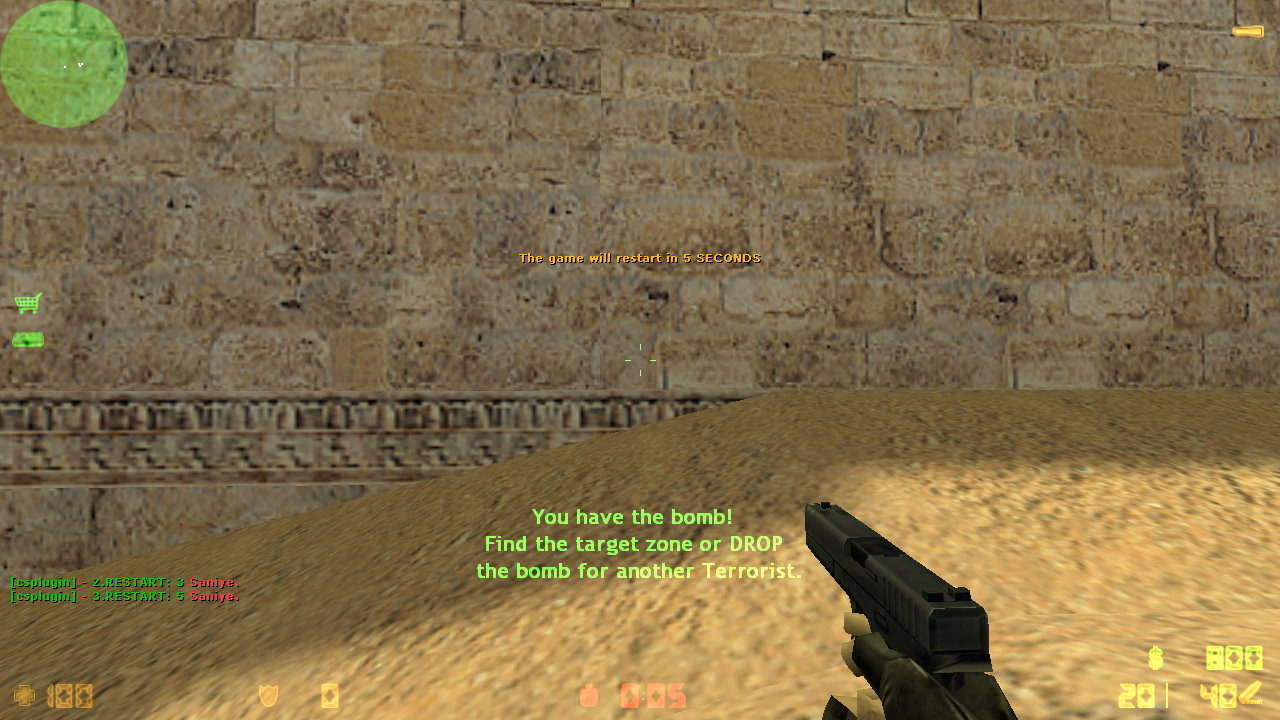 The game will restart in 5 SECONDS
You have the bomb!
Find the target zone or DROP
the bomb for another Terrorist.
[csplugin] - 2.RESTART: 3 Saniye.
[csplugin] - 3.RESTART: 5 Saniye.
$ 800
100 0 0:05 20 | 40